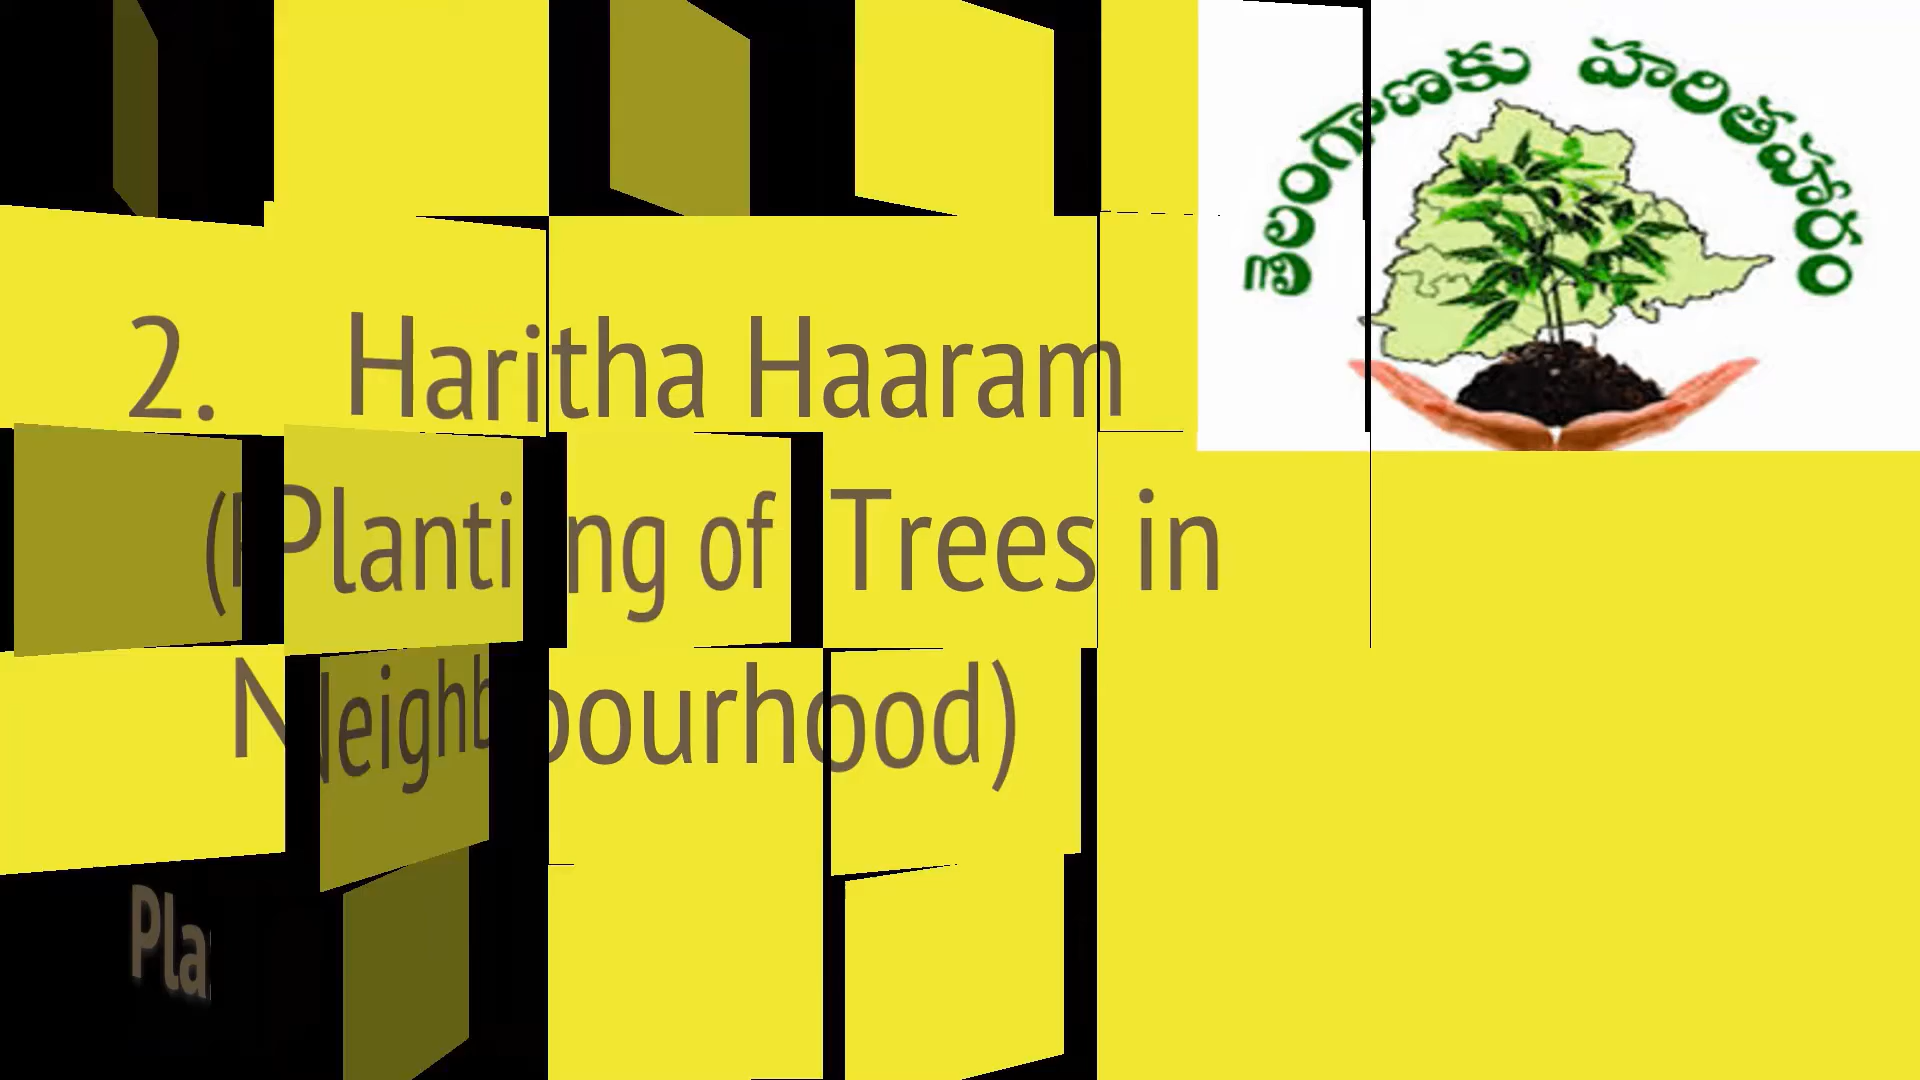 తెలంగాణకు హరితహారం
2. Haritha Haaram
(Planting of Trees in
Neighbourhood)